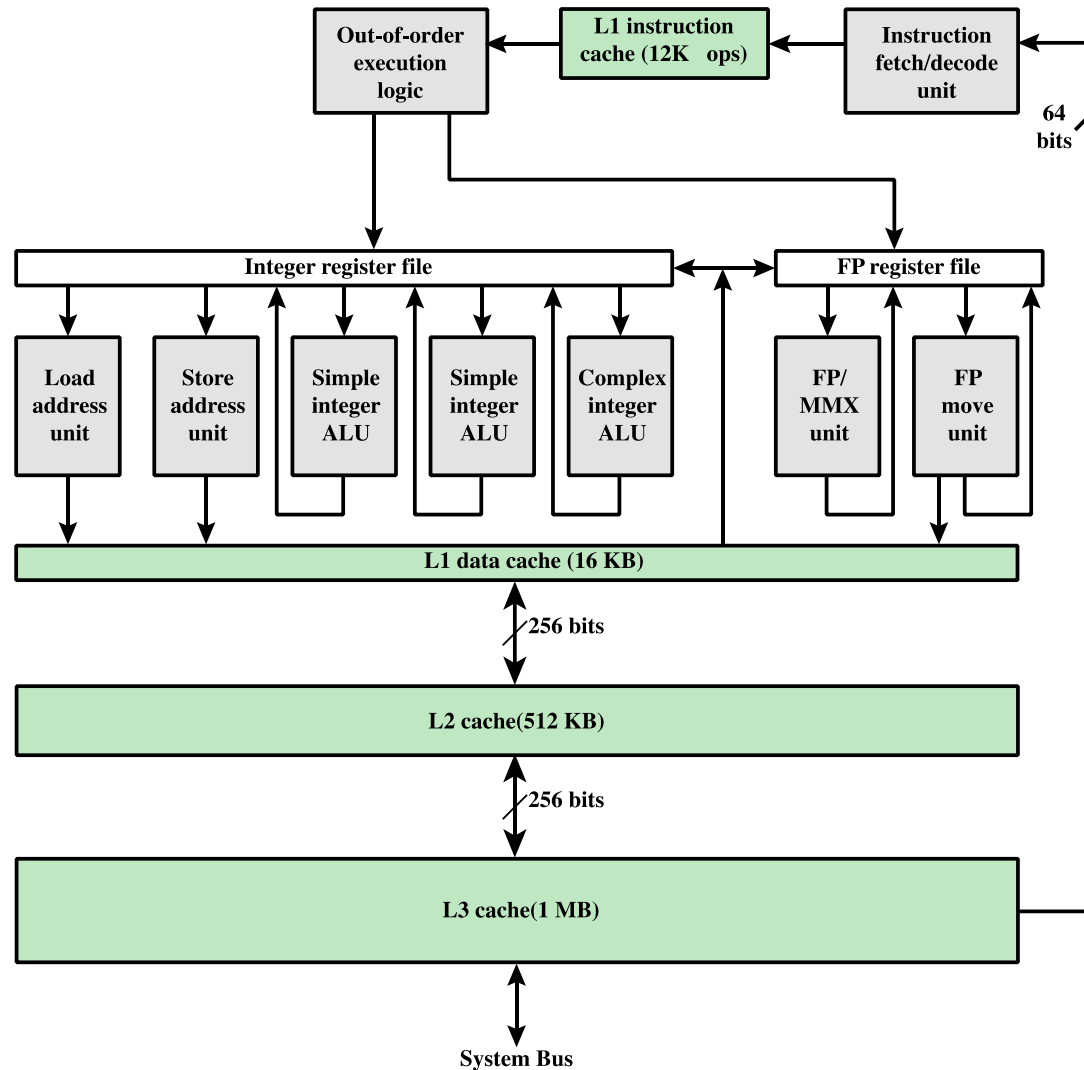 Out-of-order
execution
logic
L1 instruction
cache (12K ops)
Instruction
fetch/decode
unit
64
bits
Integer register file
FP register file
Load
address
unit
Store
address
unit
Simple
integer
ALU
Simple
integer
ALU
Complex
integer
ALU
FP/
MMX
unit
FP
move
unit
L1 data cache (16 KB)
256 bits
L2 cache(512 KB)
256 bits
L3 cache(1 MB)
System Bus